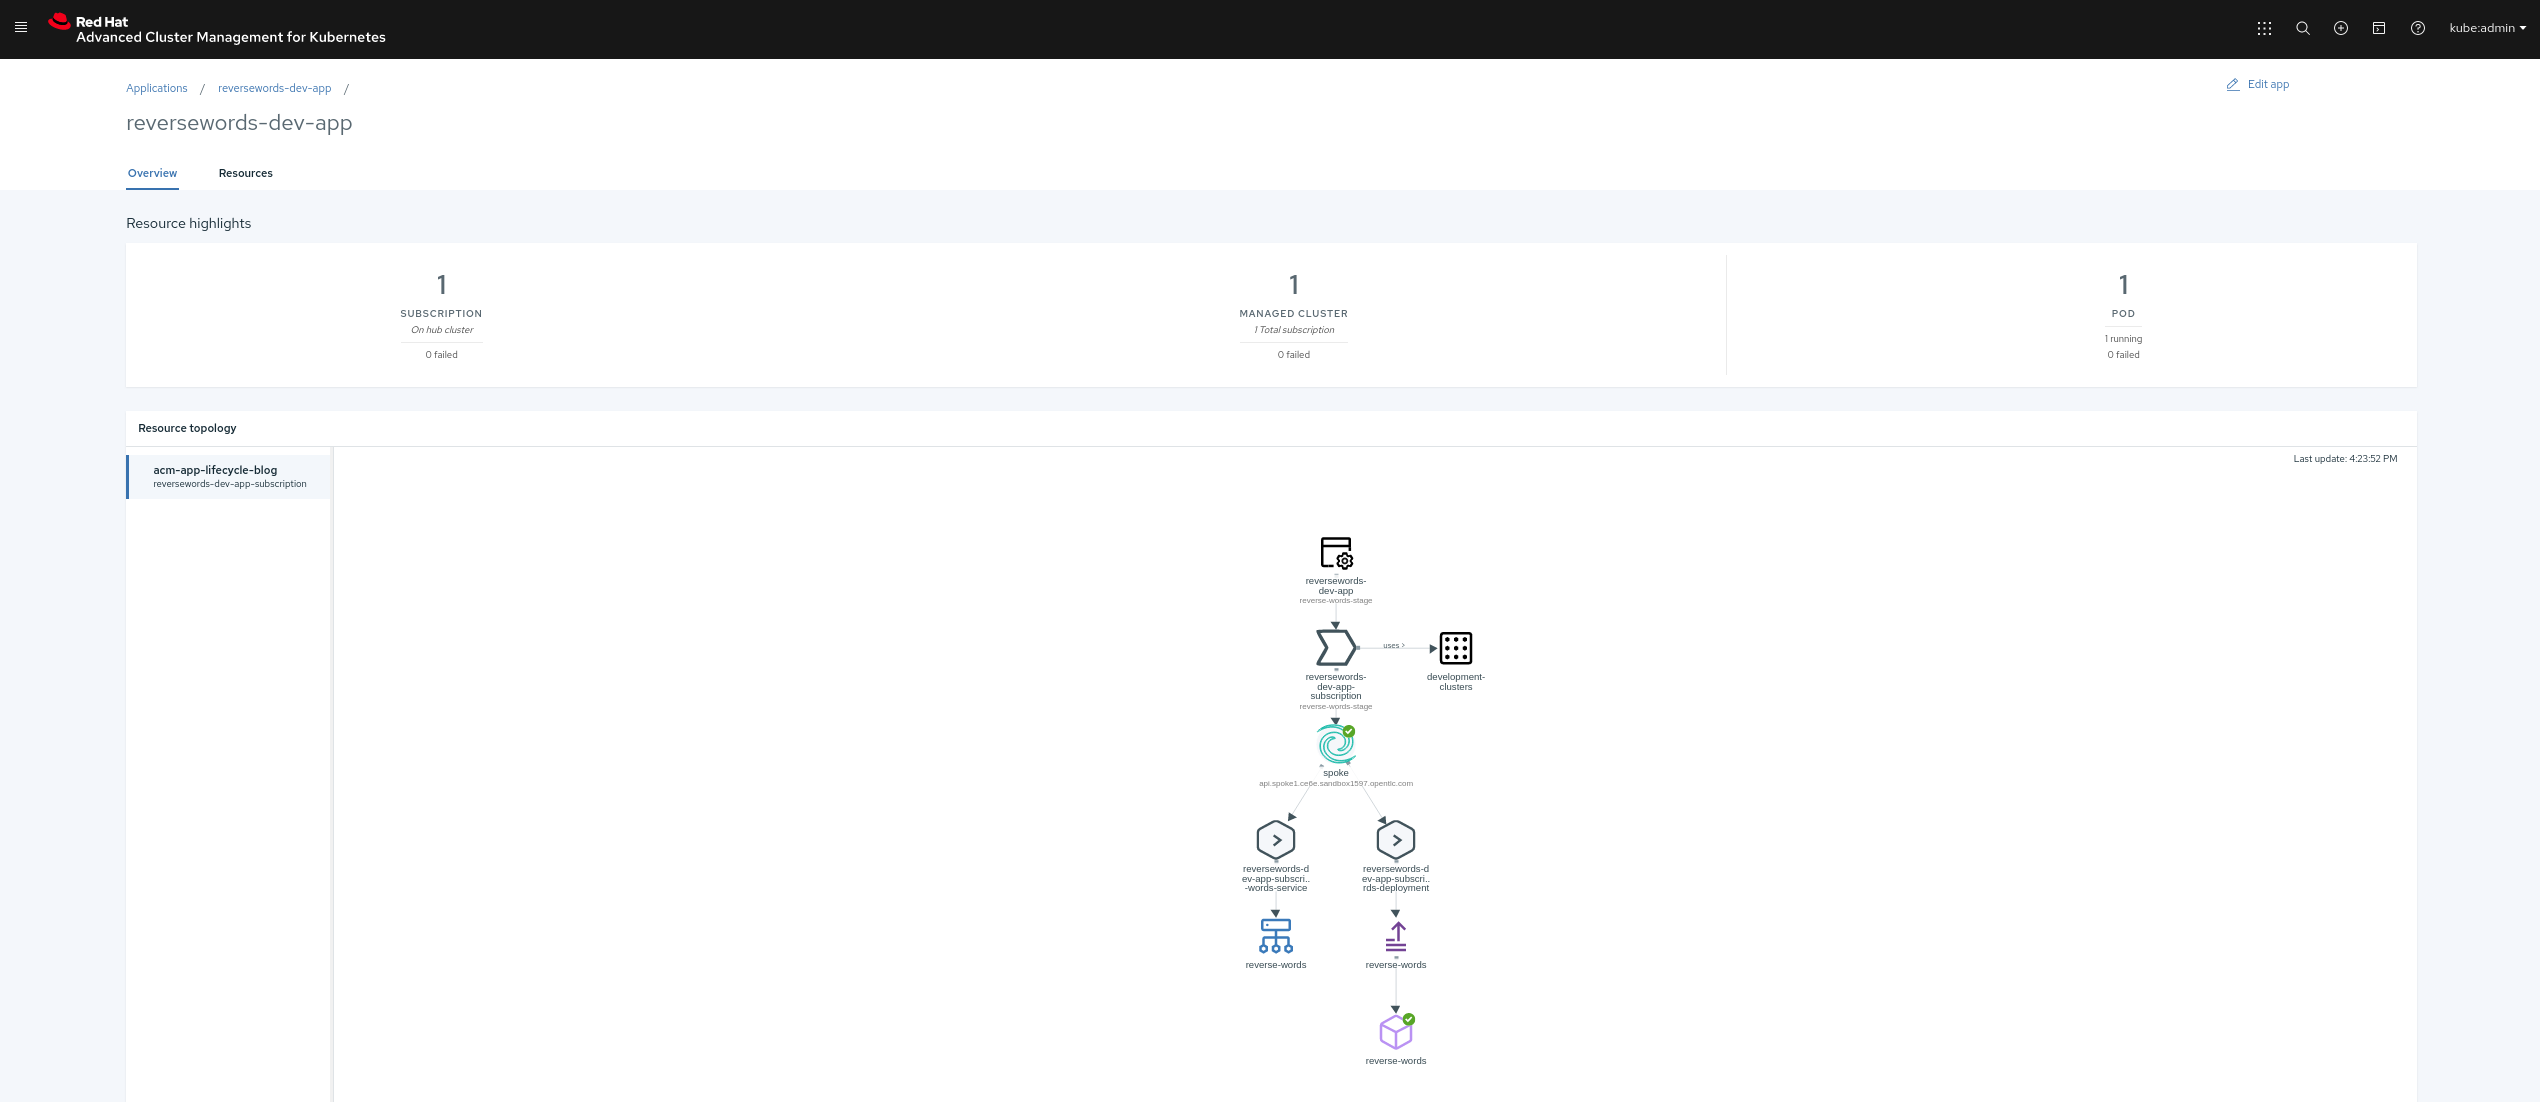 Red Hat
Advanced Cluster Management for Kubernetes
kube:admin
Applications / reversewords-dev-app /
Edit app
reversewords-dev-app
Overview
Resources
Resource highlights
1
SUBSCRIPTION
On hub cluster
0 failed
1
MANAGED CLUSTER
1 Total subscription
0 failed
1
POD
1 running
0 failed
Resource topology
acm-app-lifecycle-blog
reversewords-dev-app-subscription
Last update: 4:23:52 PM
reversewords-
dev-app
reverse-words-stage
uses >
reversewords-
dev-app-
subscription
reverse-words-stage
development-
clusters
spoke
api.spoke1.ce6e.sandbox1597.opentlc.com
reversewords-d
ev-app-subscri..
-words-service
reversewords-d
ev-app-subscri..
rds-deployment
reverse-words
reverse-words
reverse-words